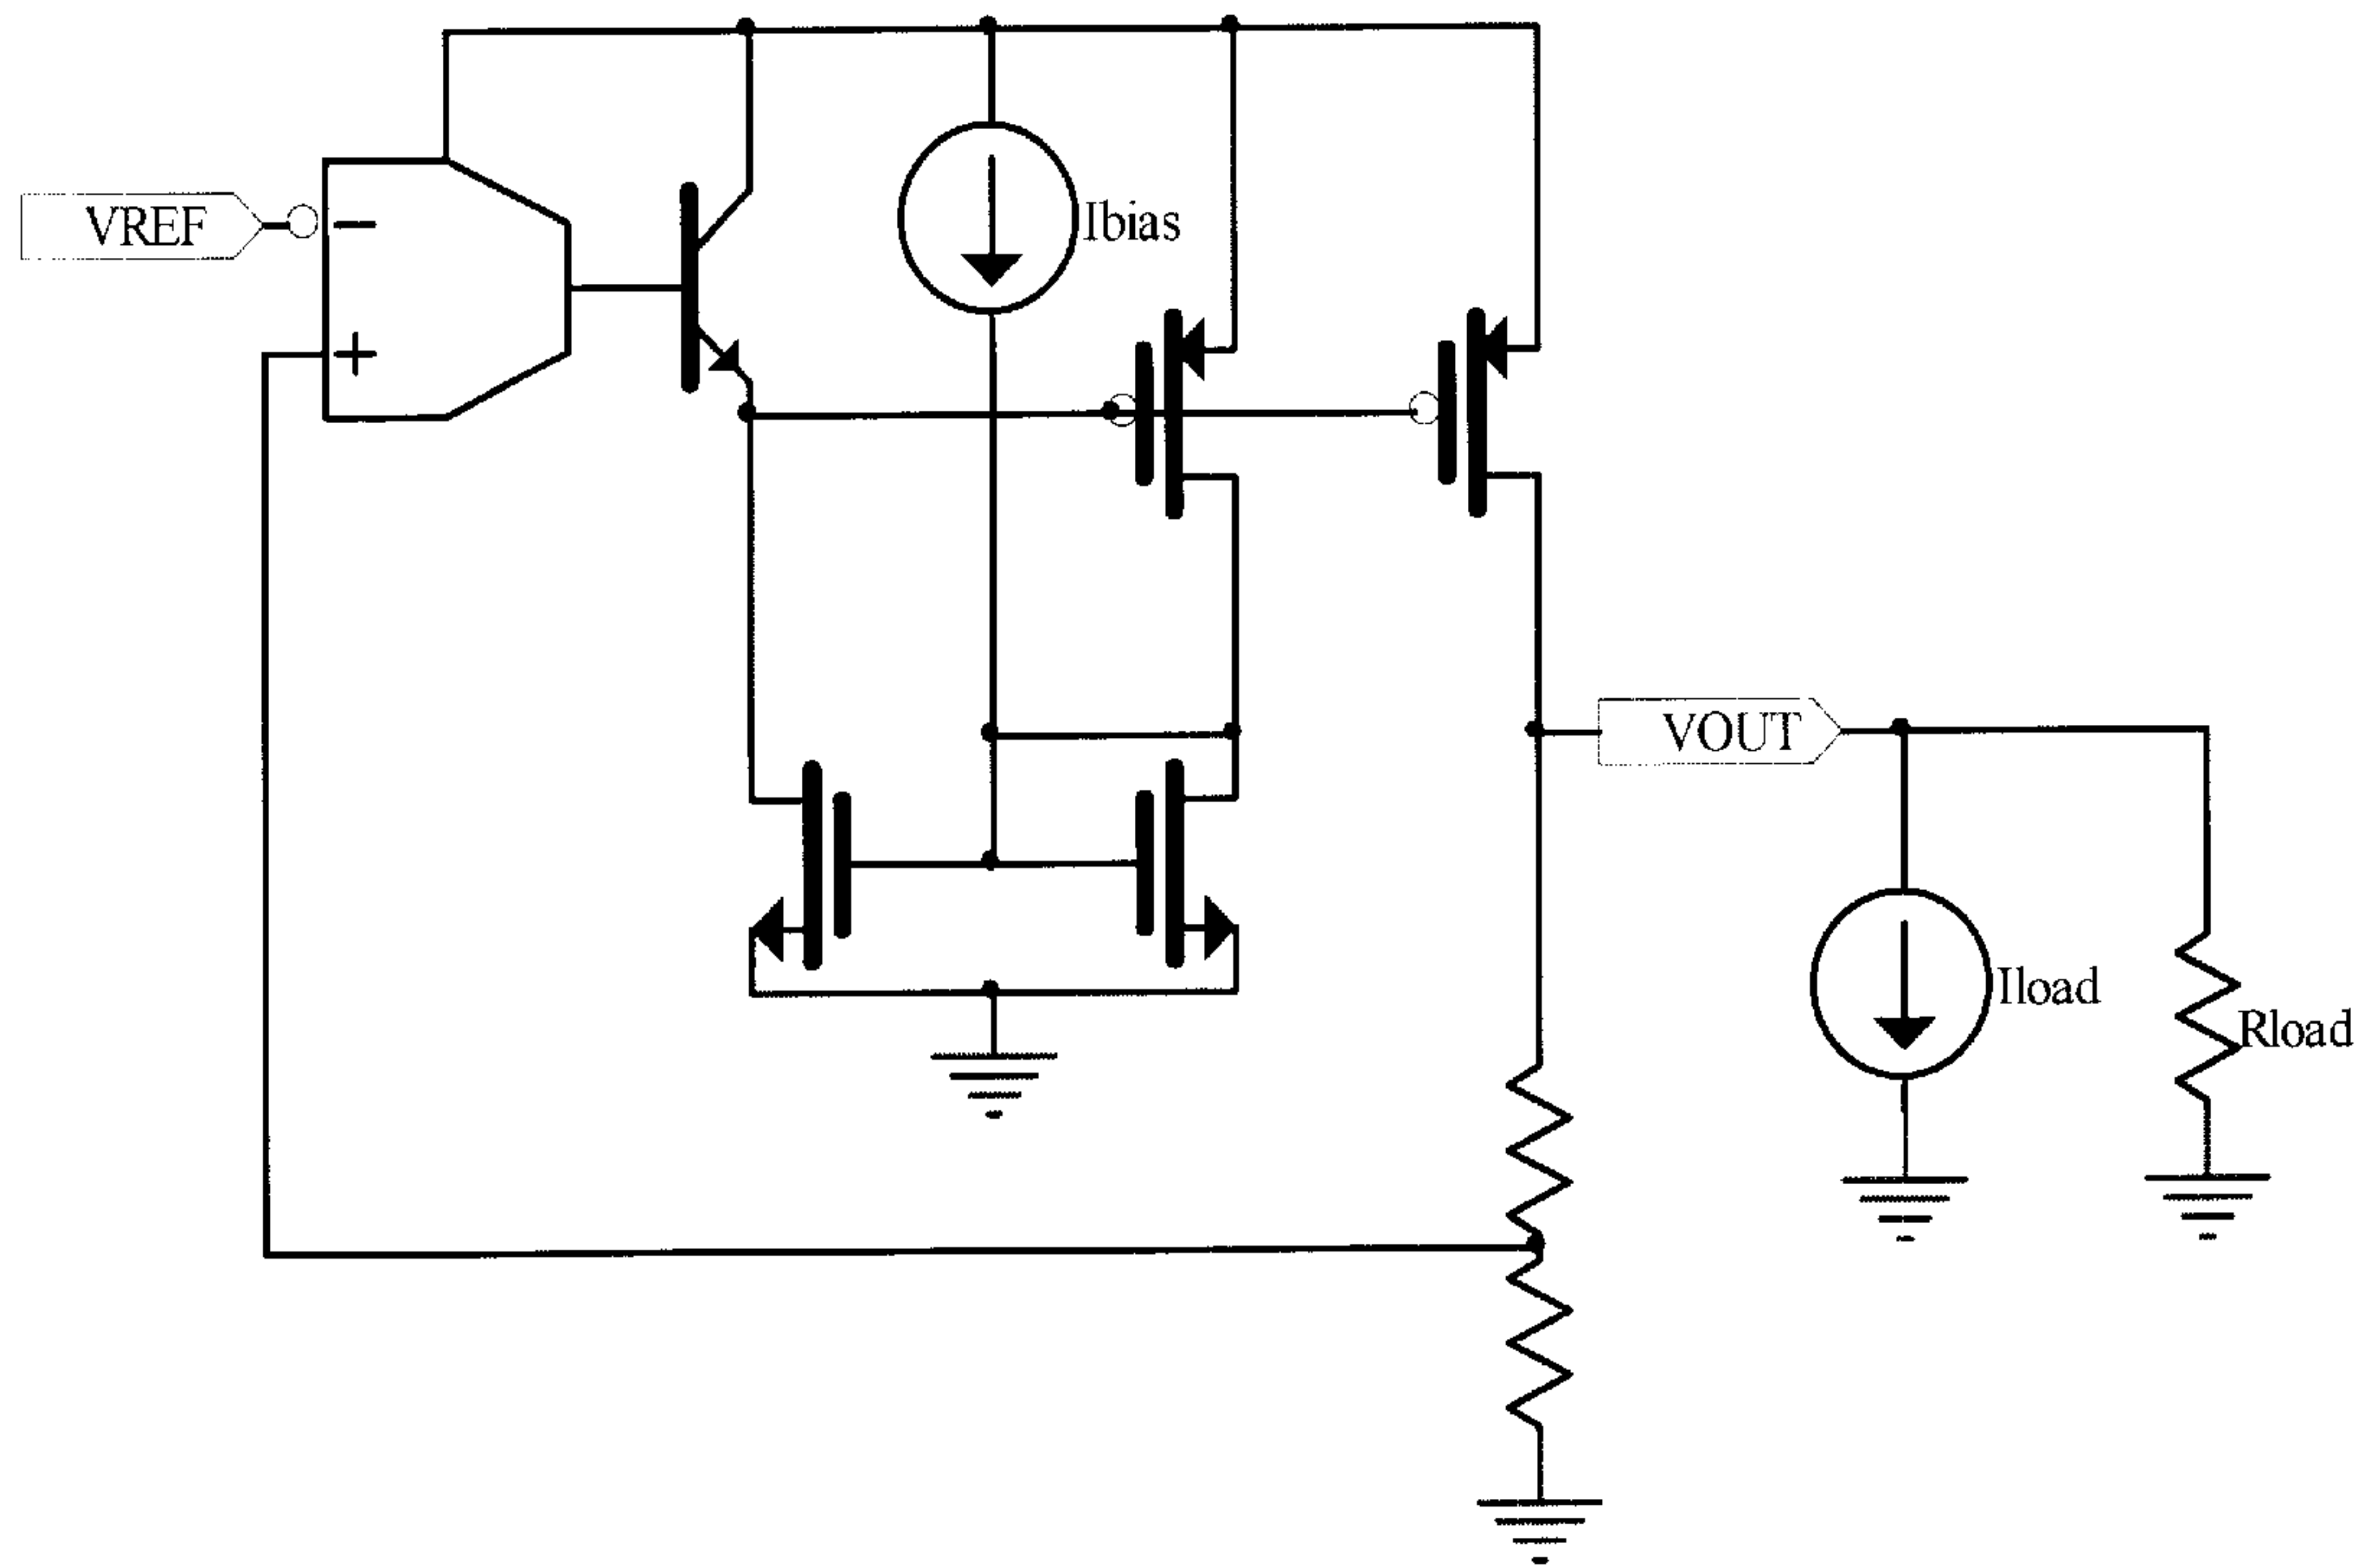 VREF
−
+
Ibias
VOUT
Iload
Rload